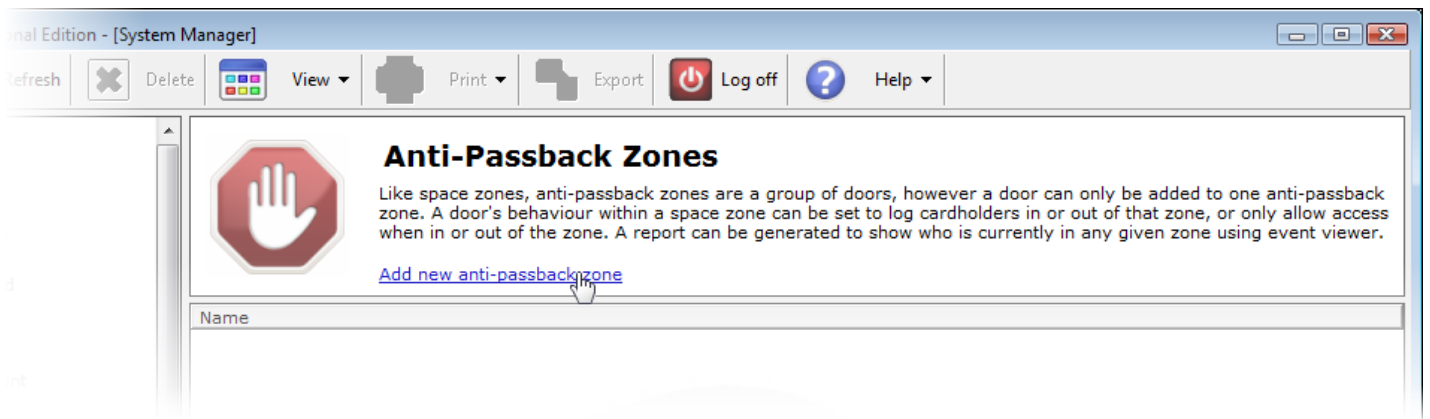 onal Edition - [System Manager]
Refresh Delete View Print Export Log off Help
Anti-Passback Zones
Like space zones, anti-passback zones are a group of doors, however a door can only be added to one anti-passback
zone. A door's behaviour within a space zone can be set to log cardholders in or out of that zone, or only allow access
when in or out of the zone. A report can be generated to show who is currently in any given zone using event viewer.
Add new anti-passback zone
Name